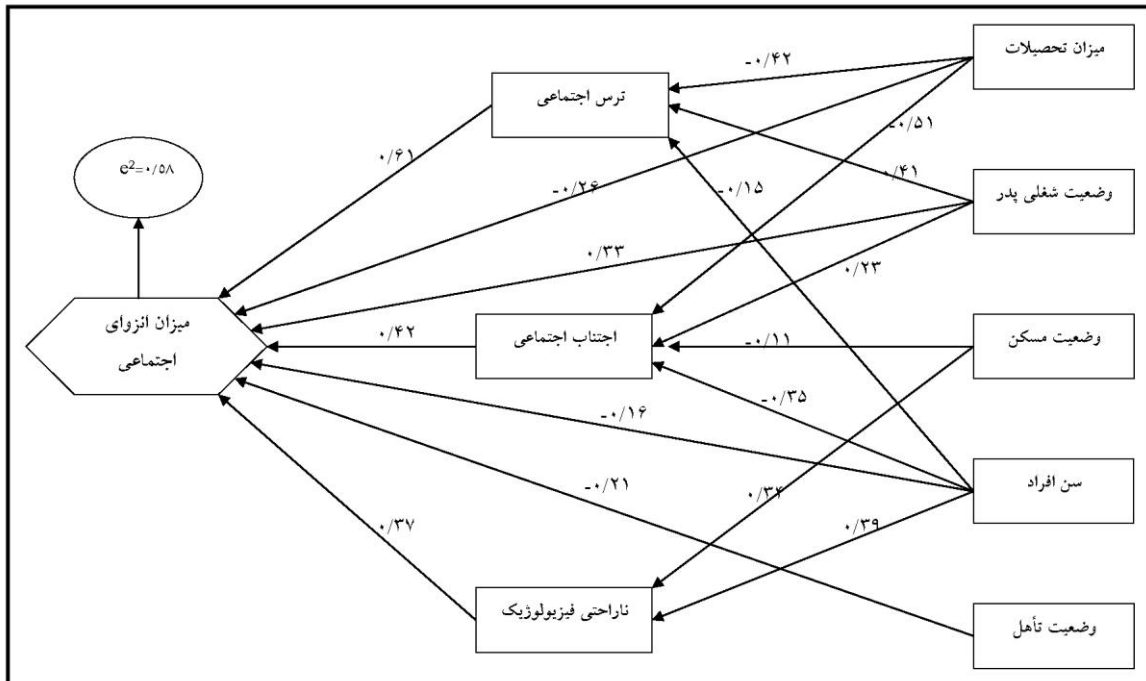 میزان تحصیلات
-۰/۴۲
ترس اجتماعی
-۰/۵۱
۰/۴۱
۰/۶۱
e²=۰/۵۸
-۰/۲۶
-۰/۱۵
وضعیت شغلی پدر
۰/۳۳
۰/۲۳
میزان انزوای
اجتماعی
۰/۴۲
اجتناب اجتماعی
-۰/۱۱
وضعیت مسکن
-۰/۳۵
-۰/۱۶
سن افراد
-۰/۲۱
۰/۳۴
۰/۳۹
۰/۳۷
ناراحتی فیزیولوژیک
وضعیت تأهل